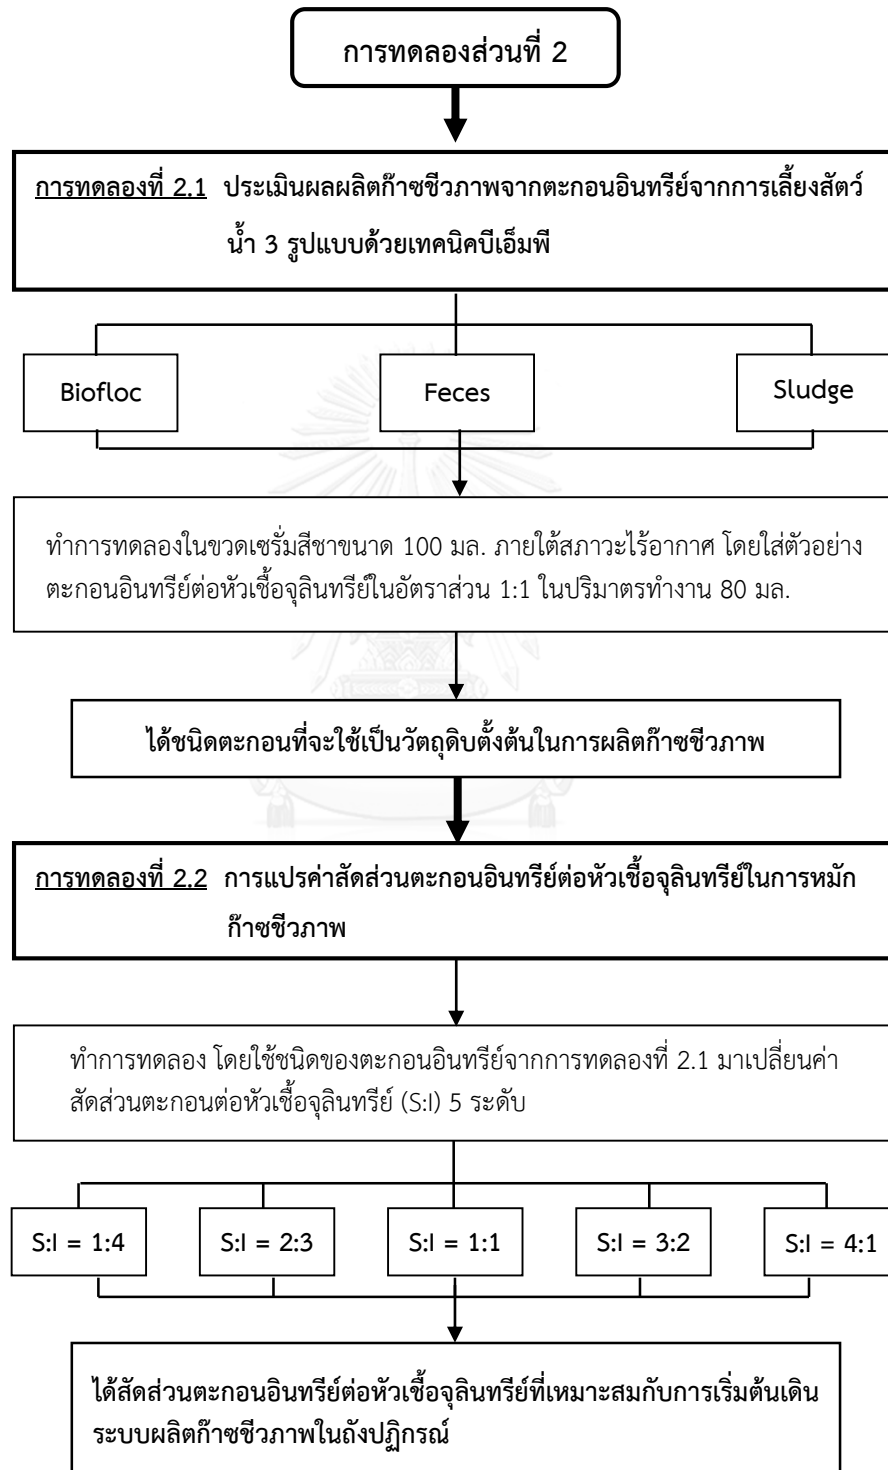 การทดลองส่วนที่ 2
การทดลองที่ 2.1 ประเมินผลผลิตก๊าซชีวภาพจากตะกอนอินทรีย์จากการเลี้ยงสัตว์
น้ำ 3 รูปแบบด้วยเทคนิคบีเอ็มพี
Biofloc
Feces
Sludge
ทำการทดลองในขวดเซรั่มสีชาขนาด 100 มล. ภายใต้สภาวะไร้อากาศ โดยใส่ตัวอย่าง
ตะกอนอินทรีย์ต่อหัวเชื้อจุลินทรีย์ในอัตราส่วน 1:1 ในปริมาตรทำงาน 80 มล.
ได้ชนิดตะกอนที่จะใช้เป็นวัตถุดิบตั้งต้นในการผลิตก๊าซชีวภาพ
การทดลองที่ 2.2 การแปรค่าสัดส่วนตะกอนอินทรีย์ต่อหัวเชื้อจุลินทรีย์ในการหมัก
ก๊าซชีวภาพ
ทำการทดลอง โดยใช้ชนิดของตะกอนอินทรีย์จากการทดลองที่ 2.1 มาเปลี่ยนค่า
สัดส่วนตะกอนต่อหัวเชื้อจุลินทรีย์ (S:I) 5 ระดับ
S:I = 1:4
S:I = 2:3
S:I = 1:1
S:I = 3:2
S:I = 4:1
ได้สัดส่วนตะกอนอินทรีย์ต่อหัวเชื้อจุลินทรีย์ที่เหมาะสมกับการเริ่มต้นเดิน
ระบบผลิตก๊าซชีวภาพในถังปฏิกรณ์